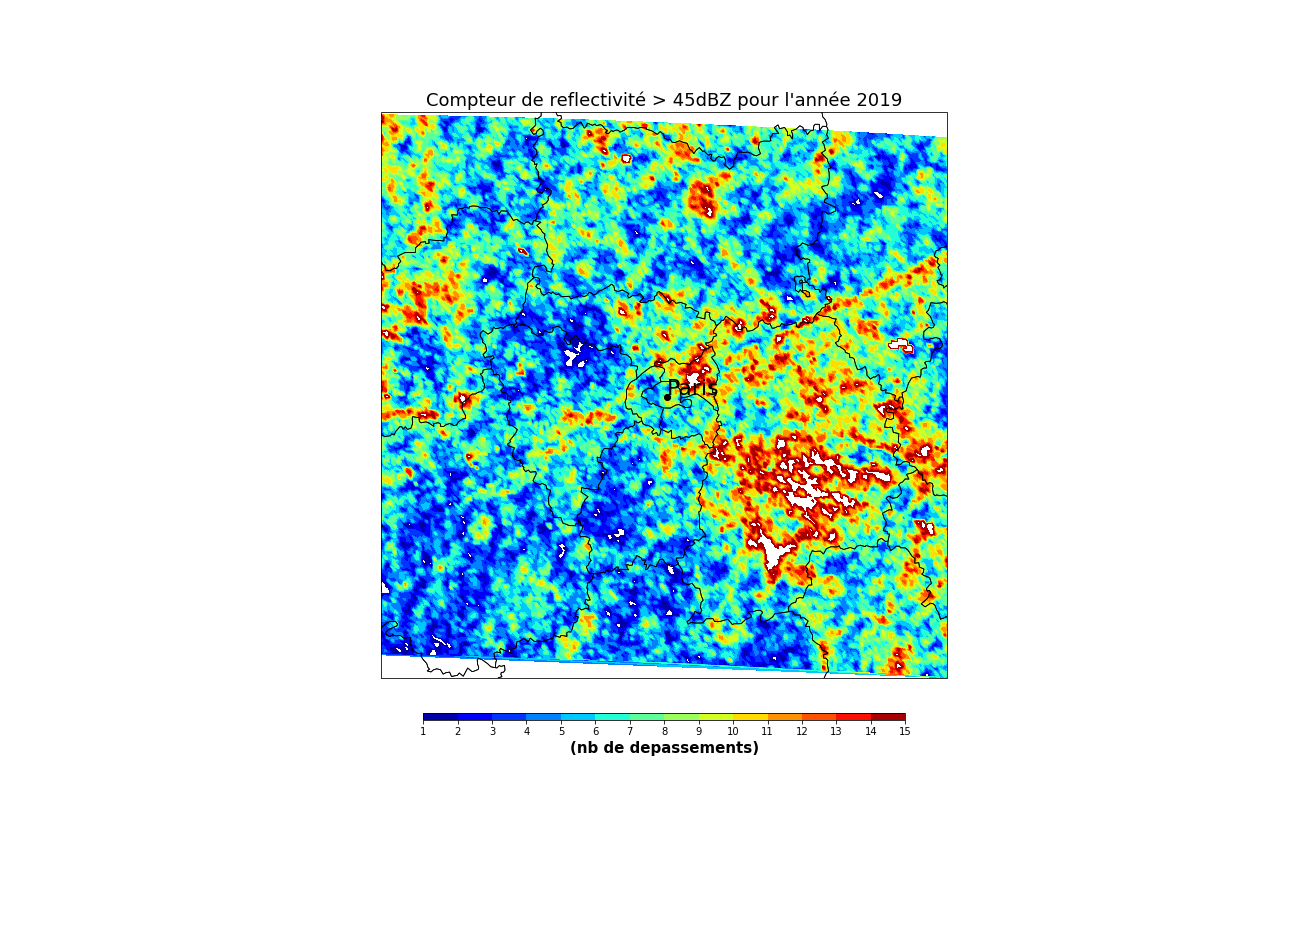 Compteur de reflectivité > 45dBZ pour l'année 2019
Paris
1 2 3 4 5 6 7 8 9 10 11 12 13 14 15
(nb de depassements)